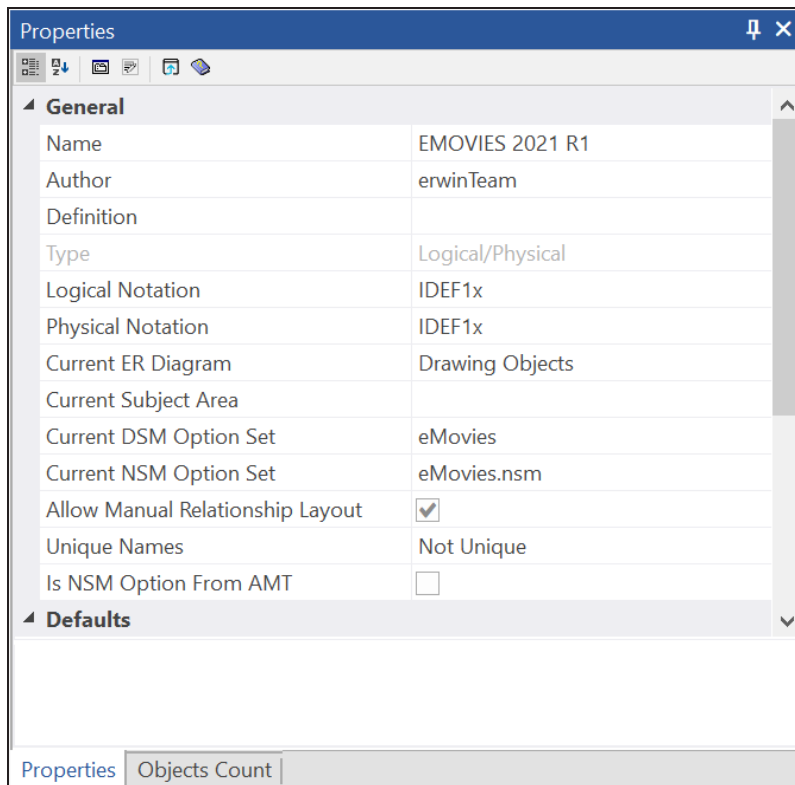 Properties
General
Name EMOVIES 2021 R1
Author erwinTeam
Definition
Type Logical/Physical
Logical Notation IDEF1x
Physical Notation IDEF1x
Current ER Diagram Drawing Objects
Current Subject Area
Current DSM Option Set eMovies
Current NSM Option Set eMovies.nsm
Allow Manual Relationship Layout
Unique Names Not Unique
Is NSM Option From AMT
Defaults
Properties Objects Count